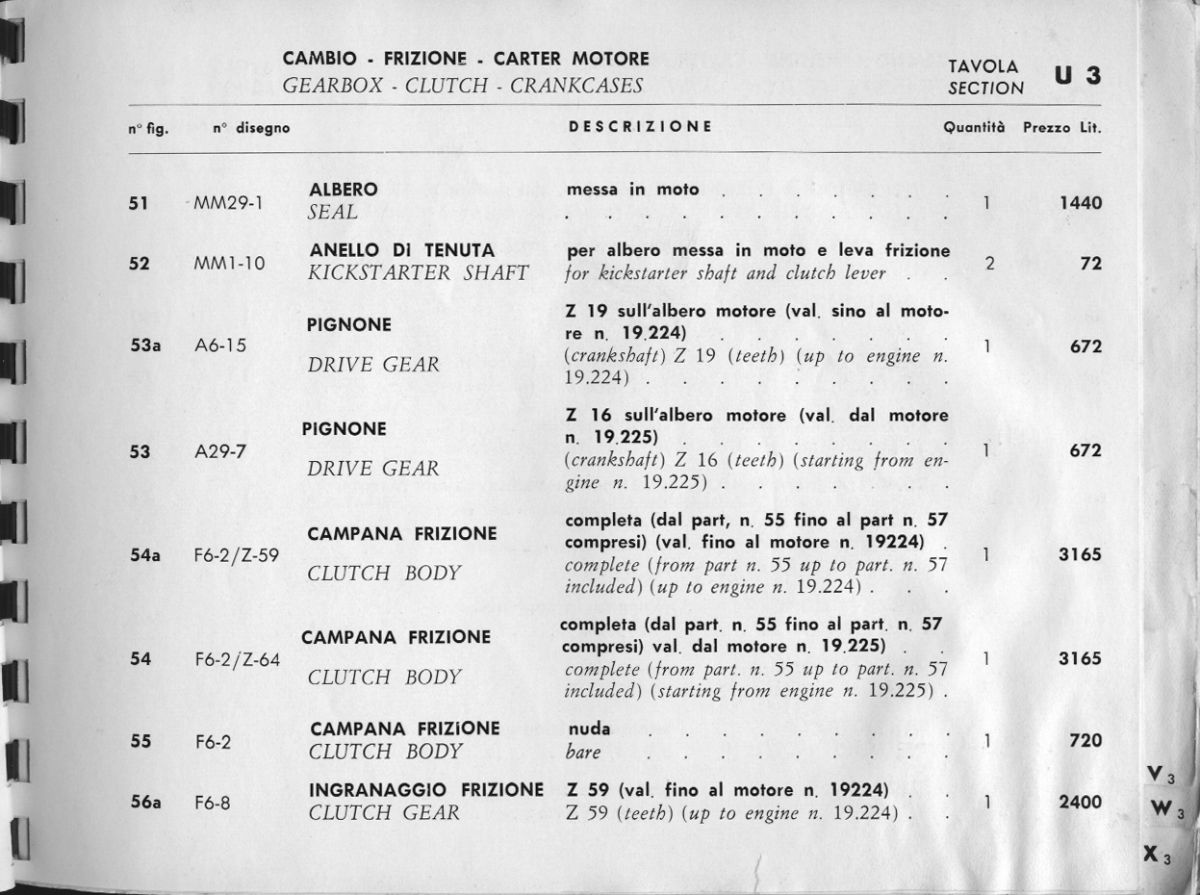 CAMBIO - FRIZIONE - CARTER MOTORE
GEARBOX - CLUTCH - CRANKCASES
TAVOLA
SECTION
U 3
n° fig. n° disegno DESCRIZIONE Quantità Prezzo Lit.
51 MM29-1 ALBERO messa in moto . . . . . . 1 1440
SEAL . . . . . . . . . .
52 MM1-10 ANELLO Di TENUTA per albero messa in moto e leva frizione 2 72
KICKSTARTER SHAFT for kickstarter shaft and clutch lever . .
53a A6-15 PIGNONE Z 19 sull'albero motore (val. sino al moto-
re n. 19.224) . . . . . . . 1 672
DRIVE GEAR (crankshaft) Z 19 (teeth) (up to engine n.
19.224) . . . . . . . . .
53 A29-7 PIGNONE Z 16 sull'albero motore (val. dal motore
n. 19.225) . . . . . . . . 1 672
DRIVE GEAR (crankshaft) Z 16 (teeth) (starting from en-
gine n. 19.225) . . . . . . .
54a F6-2/Z-59 CAMPANA FRIZIONE completa (dal part, n. 55 fino al part n. 57
compresi) (val. fino al motore n. 19224) . 1 3165
CLUTCH BODY complete (from part n. 55 up to part. n. 57
included) (up to engine n. 19.224) . . .
54 F6-2/Z-64 CAMPANA FRIZIONE completa (dal part. n. 55 fino al part. n. 57
compresi) val. dal motore n. 19.225) . . 1 3165
CLUTCH BODY complete (from part. n. 55 up to part. n. 57
included) (starting from engine n. 19.225) .
55 F6-2 CAMPANA FRIZiONE nuda . . . . . . . . . 1 720
CLUTCH BODY bare . . . . . . . . .
56a F6-8 INGRANAGGIO FRIZIONE Z 59 (val. fino al motore n. 19224) . . 1 2400
CLUTCH GEAR Z 59 (teeth) (up to engine n. 19.224) . .
V 3
W 3
X 3